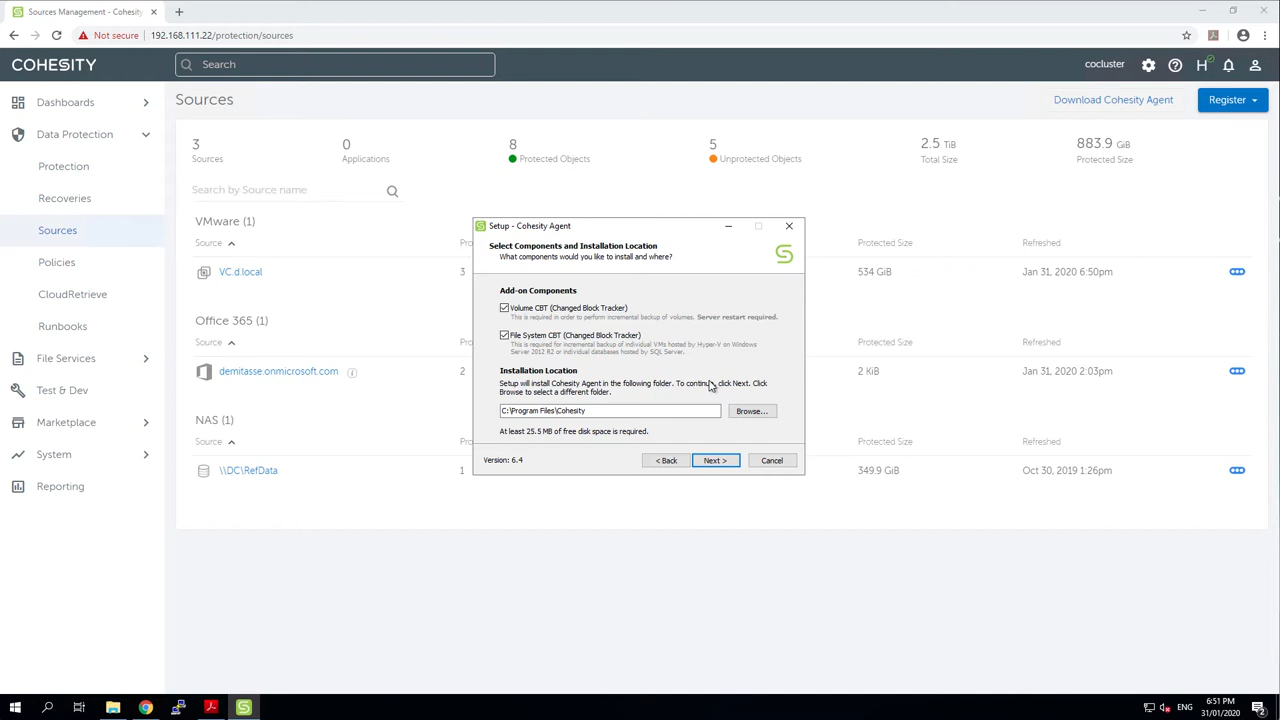 Sources Management - Cohesity
Not secure
192.168.111.22/protection/sources
COHESITY
Search
cocluster
H
Dashboards
Data Protection
Protection
Recoveries
Sources
Policies
CloudRetrieve
Runbooks
File Services
Test & Dev
Marketplace
System
Reporting
Sources
Download Cohesity Agent
Register
3
Sources
0
Applications
8
Protected Objects
5
Unprotected Objects
2.5 TiB
Total Size
883.9 GiB
Protected Size
Search by Source name
VMware (1)
Source
Protected Size
Refreshed
VC.d.local
3
534 GiB
Jan 31, 2020 6:50pm
Office 365 (1)
Source
Protected Size
Refreshed
demitasse.onmicrosoft.com
2
2 KiB
Jan 31, 2020 2:03pm
NAS (1)
Source
Protected Size
Refreshed
\\DC\RefData
1
349.9 GiB
Oct 30, 2019 1:26pm
Setup - Cohesity Agent
Select Components and Installation Location
What components would you like to install and where?
Add-on Components
Volume CBT (Changed Block Tracker)
This is required in order to perform incremental backup of volumes. Server restart required.
File System CBT (Changed Block Tracker)
This is required for incremental backup of individual VMs hosted by Hyper-V on Windows
Server 2012 R2 or individual databases hosted by SQL Server.
Installation Location
Setup will install Cohesity Agent in the following folder. To continue, click Next. Click
Browse to select a different folder.
C:\Program Files\Cohesity
Browse...
At least 25.5 MB of free disk space is required.
Version: 6.4
< Back
Next >
Cancel
ENG
6:51 PM
31/01/2020
2